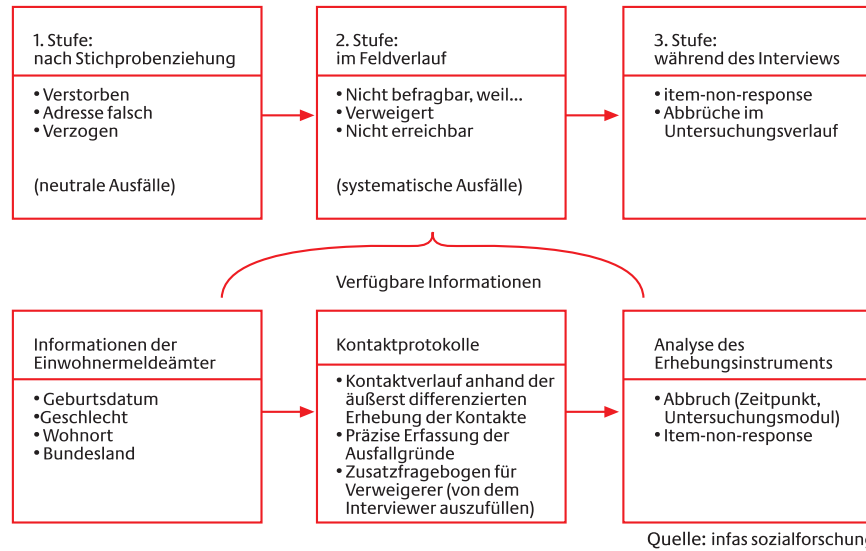 1. Stufe:
nach Stichprobenziehung
• Verstorben
• Adresse falsch
• Verzogen
(neutrale Ausfälle)
2. Stufe:
im Feldverlauf
• Nicht befragbar, weil...
• Verweigert
• Nicht erreichbar
(systematische Ausfälle)
3. Stufe:
während des Interviews
• item-non-response
• Abbrüche im
Untersuchungsverlauf
Verfügbare Informationen
Informationen der
Einwohnermeldeämter
• Geburtsdatum
• Geschlecht
• Wohnort
• Bundesland
Kontaktprotokolle
• Kontaktverlauf anhand der
äußerst differenzierten
Erhebung der Kontakte
• Präzise Erfassung der
Ausfallgründe
• Zusatzfragebogen für
Verweigerer (von dem
Interviewer auszufüllen)
Analyse des
Erhebungsinstruments
• Abbruch (Zeitpunkt,
Untersuchungsmodul)
• Item-non-response
Quelle: infas sozialforschung